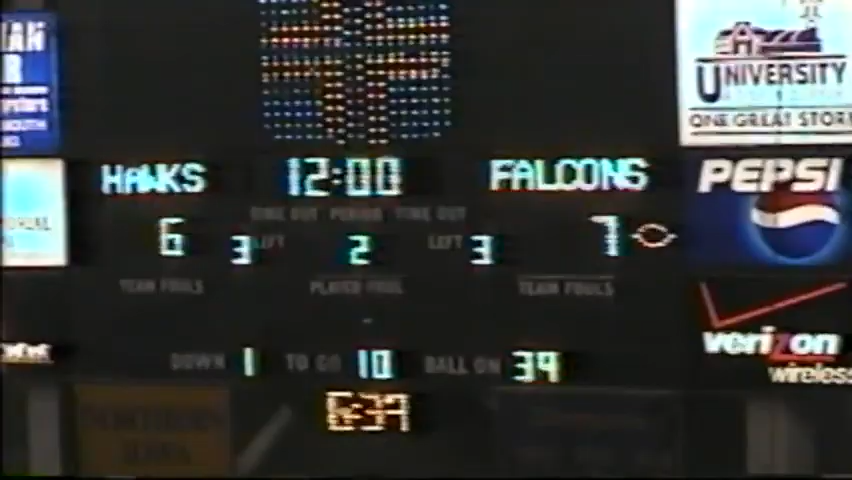 UNIVERSITY
ONE GREAT STORE
HAWKS 12:00 FALCONS
PEPSI
TIME OUT PERIOD TIME OUT
6 3 LEFT 2 LEFT 3 7
TEAM FOULS PLAYER FOUL TEAM FOULS
verizon
wireless
DOWN 1 TO GO 10 BALL ON 39
6:37
NORTHERN